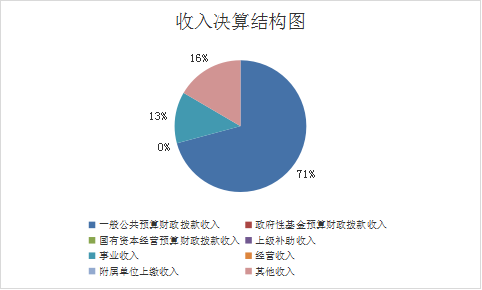 收入决算结构图
16%
13%
0%
71%
一般公共预算财政拨款收入 政府性基金预算财政拨款收入
国有资本经营预算财政拨款收入 上级补助收入
事业收入 经营收入
附属单位上缴收入 其他收入